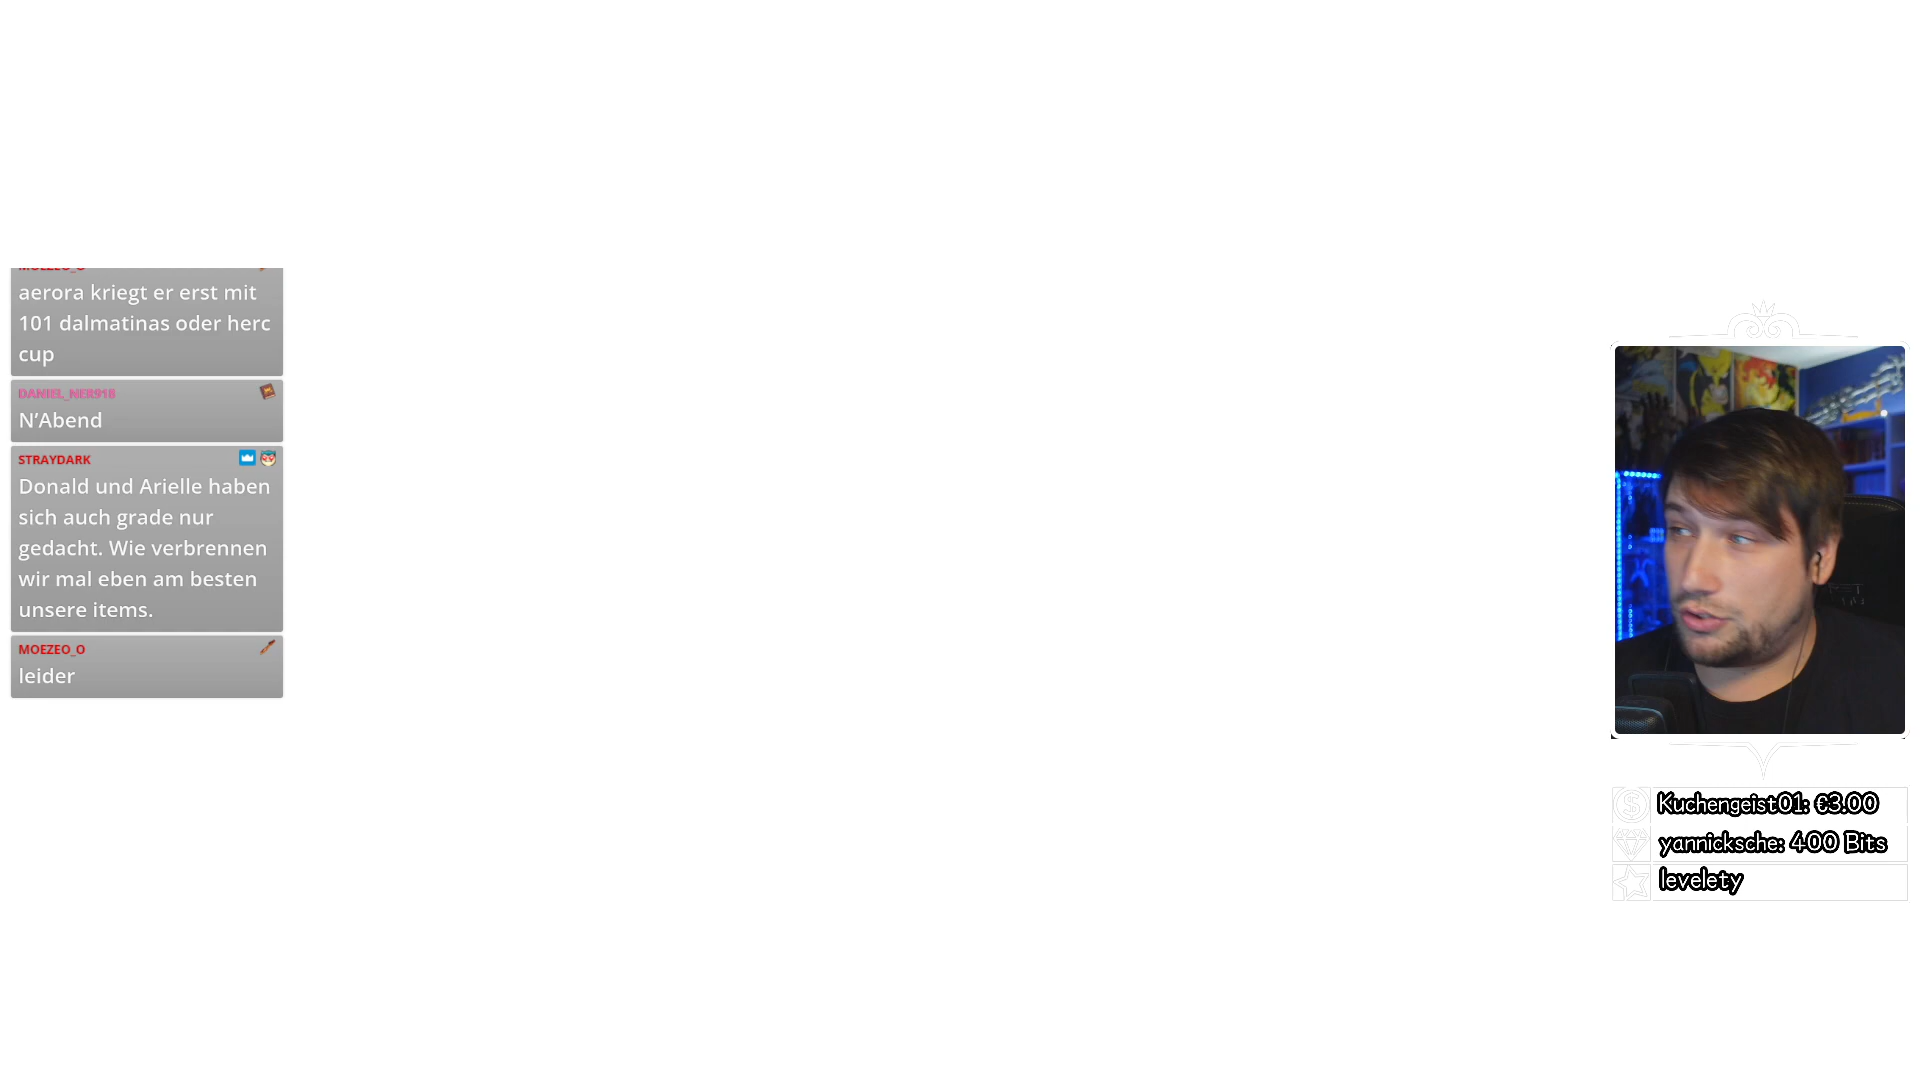 MOEZEO_O
aerora kriegt er erst mit
101 dalmatinas oder herc
cup
DANIEL_NER918
N'Abend
STRAYDARK
Donald und Arielle haben
sich auch grade nur
gedacht. Wie verbrennen
wir mal eben am besten
unsere items.
MOEZEO_O
leider
Kuchengeist01: €3.00
yannicksche: 400 Bits
levelety